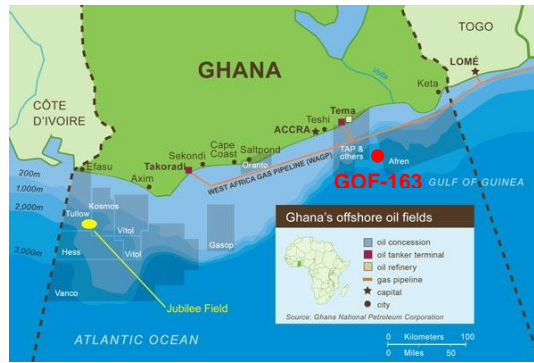 TOGO
GHANA
LOMÉ
Volta
Keta
CÔTE
D'IVOIRE
Tema
Teshi
ACCRA
Cape
Coast
Saltpond
Sekondi
Takoradi
Efasu
Axim
Oranto
TAP &
others
Afren
GOF-163
WEST AFRICA GAS PIPELINE (WAGP)
GULF OF GUINEA
200m
1,000m
2,000m
3,000m
Kosmos
Tullow
Vitol
Hess
Vitol
Vanco
Gasop
Jubilee Field
ATLANTIC OCEAN
Ghana's offshore oil fields
oil concession
oil tanker terminal
oil refinery
gas pipeline
capital
city
Source: Ghana National Petroleum Corporation
0 Kilometers 100
0 Miles 50